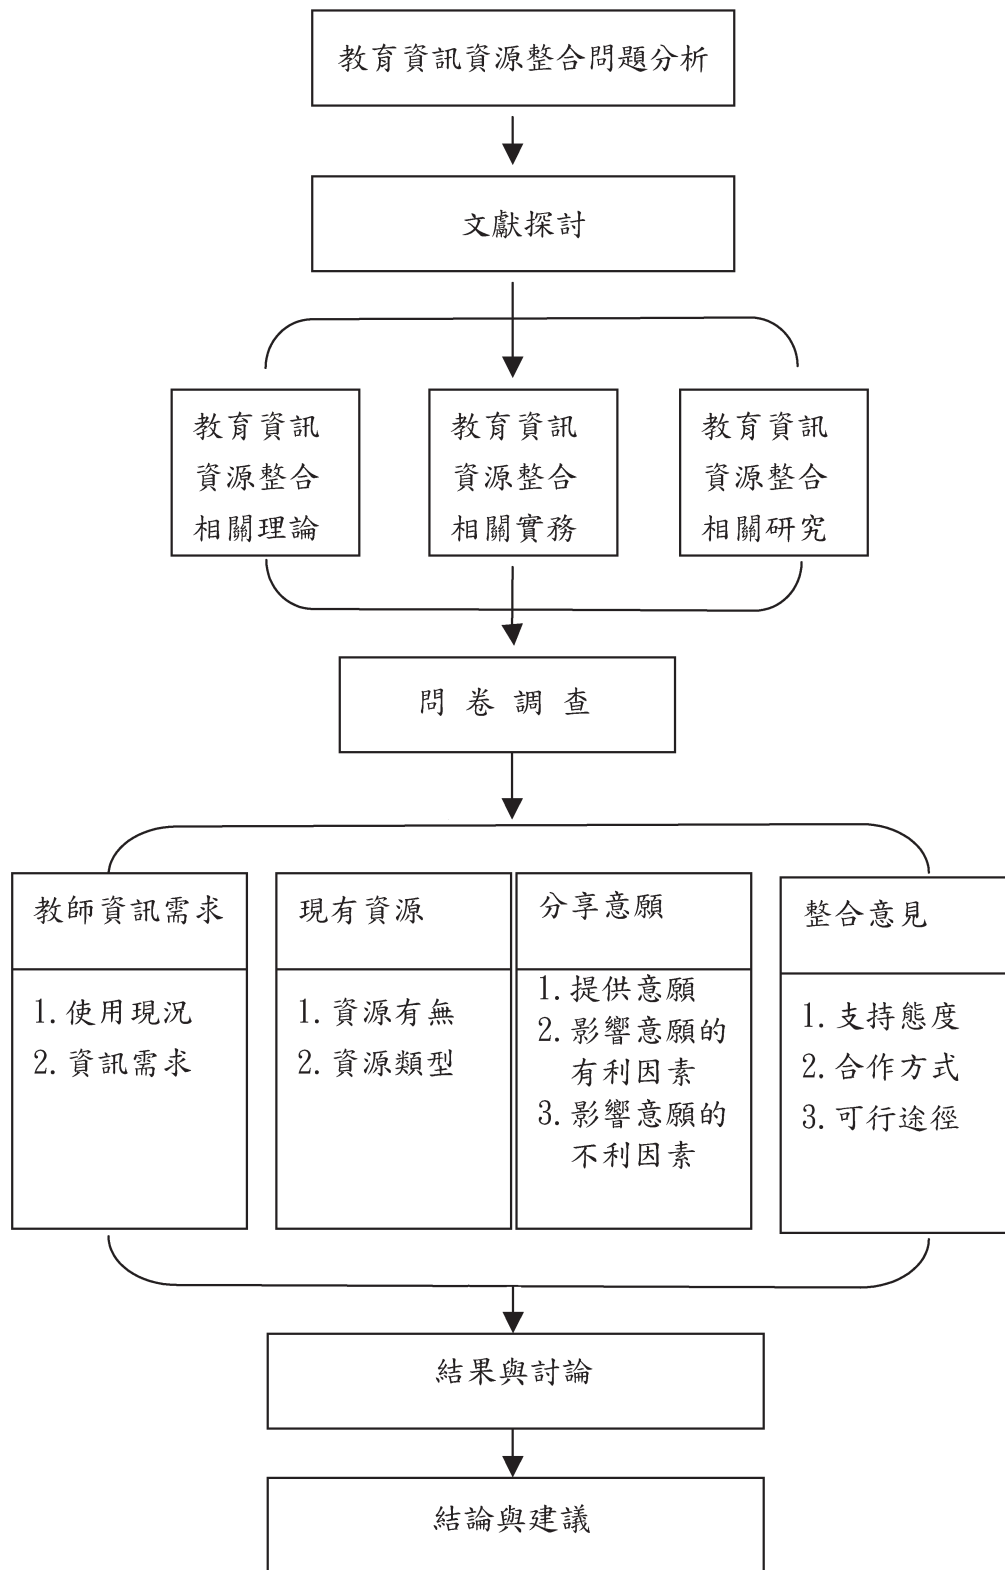 教育資訊資源整合問題分析
文獻探討
教育資訊
資源整合
相關理論
教育資訊
資源整合
相關實務
教育資訊
資源整合
相關研究
問卷調查
教師資訊需求
1.使用現況
2.資訊需求
現有資源
1.資源有無
2.資源類型
分享意願
1.提供意願
2.影響意願的
有利因素
3.影響意願的
不利因素
整合意見
1.支持態度
2.合作方式
3.可行途徑
結果與討論
結論與建議